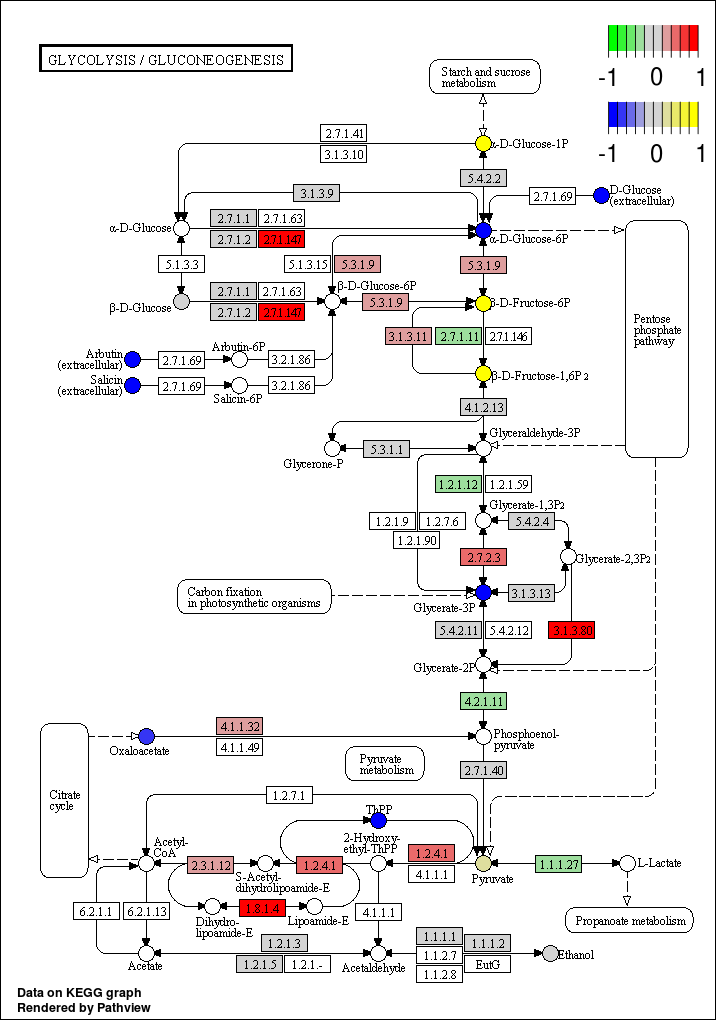 GLYCOLYSIS / GLUCONEOGENESIS
-1 0 1
-1 0 1
Starch and sucrose
metabolism
2.7.1.41
3.1.3.10
α-D-Glucose-1P
5.4.2.2
3.1.3.9
2.7.1.69
D-Glucose
(extracellular)
α-D-Glucose
2.7.1.1
2.7.1.63
2.7.1.2
2.7.1.147
α-D-Glucose-6P
5.1.3.3
5.1.3.15
5.3.1.9
5.3.1.9
β-D-Glucose-6P
β-D-Glucose
2.7.1.1
2.7.1.63
2.7.1.2
2.7.1.147
5.3.1.9
β-D-Fructose-6P
Pentose
phosphate
pathway
3.1.3.11
2.7.1.11
2.7.1.146
Arbutin
(extracellular)
2.7.1.69
Arbutin-6P
3.2.1.86
Salicin
(extracellular)
2.7.1.69
Salicin-6P
3.2.1.86
β-D-Fructose-1,6P2
4.1.2.13
Glyceraldehyde-3P
Glycerone-P
5.3.1.1
1.2.1.12
1.2.1.59
Glycerate-1,3P2
1.2.1.9
1.2.7.6
1.2.1.90
5.4.2.4
2.7.2.3
Glycerate-2,3P2
Carbon fixation
in photosynthetic organisms
Glycerate-3P
3.1.3.13
5.4.2.11
5.4.2.12
3.1.3.80
Glycerate-2P
4.2.1.11
Oxaloacetate
4.1.1.32
4.1.1.49
Phosphoenol-
pyruvate
Pyruvate
metabolism
2.7.1.40
Citrate
cycle
1.2.7.1
ThPP
2-Hydroxy-
ethyl-ThPP
Acetyl-
CoA
2.3.1.12
S-Acetyl-
dihydrolipoamide-E
1.2.4.1
1.2.4.1
4.1.1.1
Pyruvate
1.1.1.27
L-Lactate
1.8.1.4
Dihydro-
lipoamide-E
Lipoamide-E
6.2.1.1
6.2.1.13
4.1.1.1
Propanoate metabolism
Acetate
1.2.1.3
1.2.1.5
1.2.1.-
Acetaldehyde
1.1.1.1
1.1.1.2
1.1.2.7
EutG
1.1.2.8
Ethanol
Data on KEGG graph
Rendered by Pathview